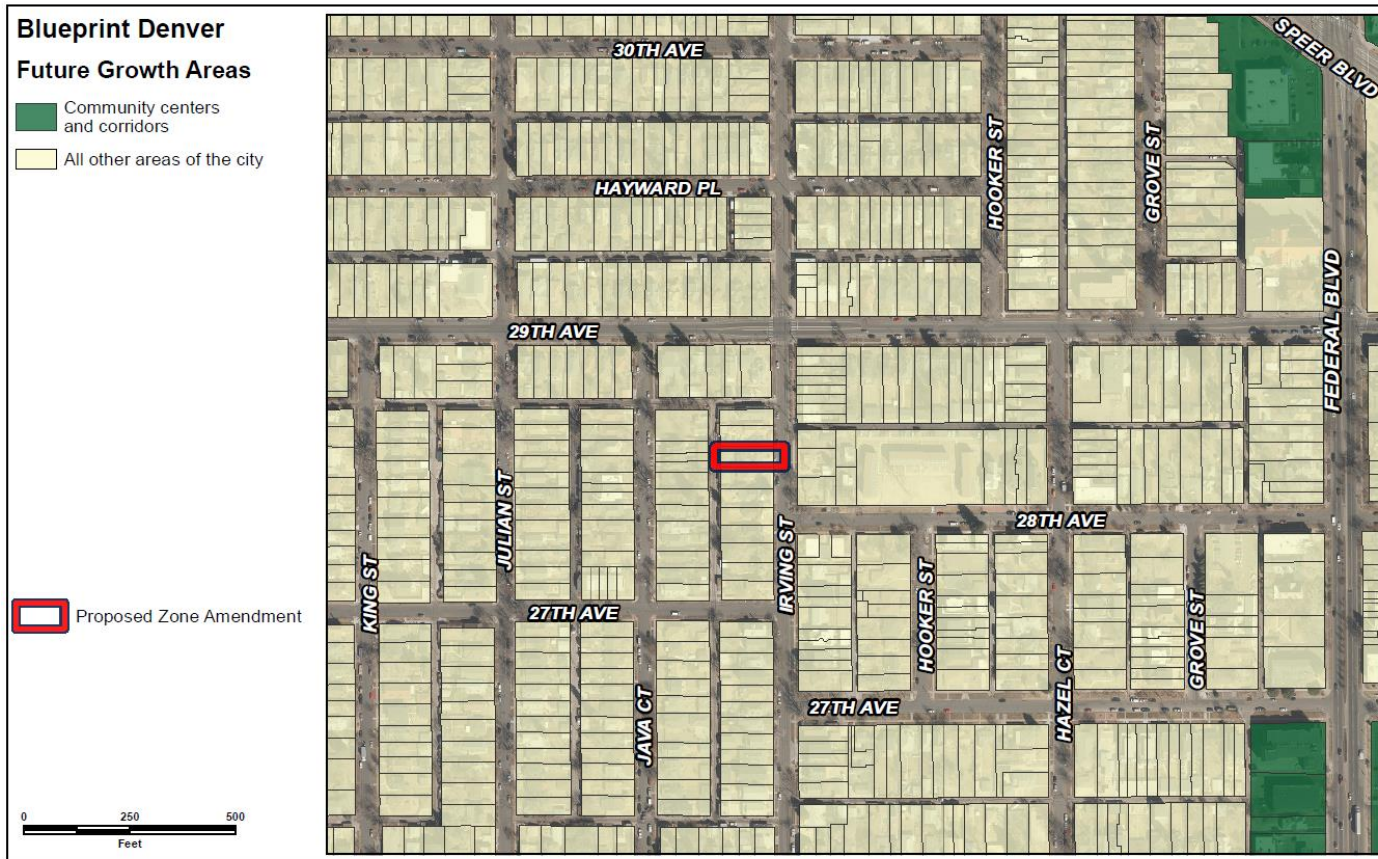 Blueprint Denver
Future Growth Areas
Community centers
and corridors
All other areas of the city
Proposed Zone Amendment
0 250 500
Feet
30TH AVE
SPEER BLVD
HAYWARD PL
HOOKER ST
GROVE ST
29TH AVE
FEDERAL BLVD
KING ST
JULIAN ST
IRVING ST
28TH AVE
27TH AVE
JAVA CT
HOOKER ST
HAZEL CT
GROVE ST
27TH AVE